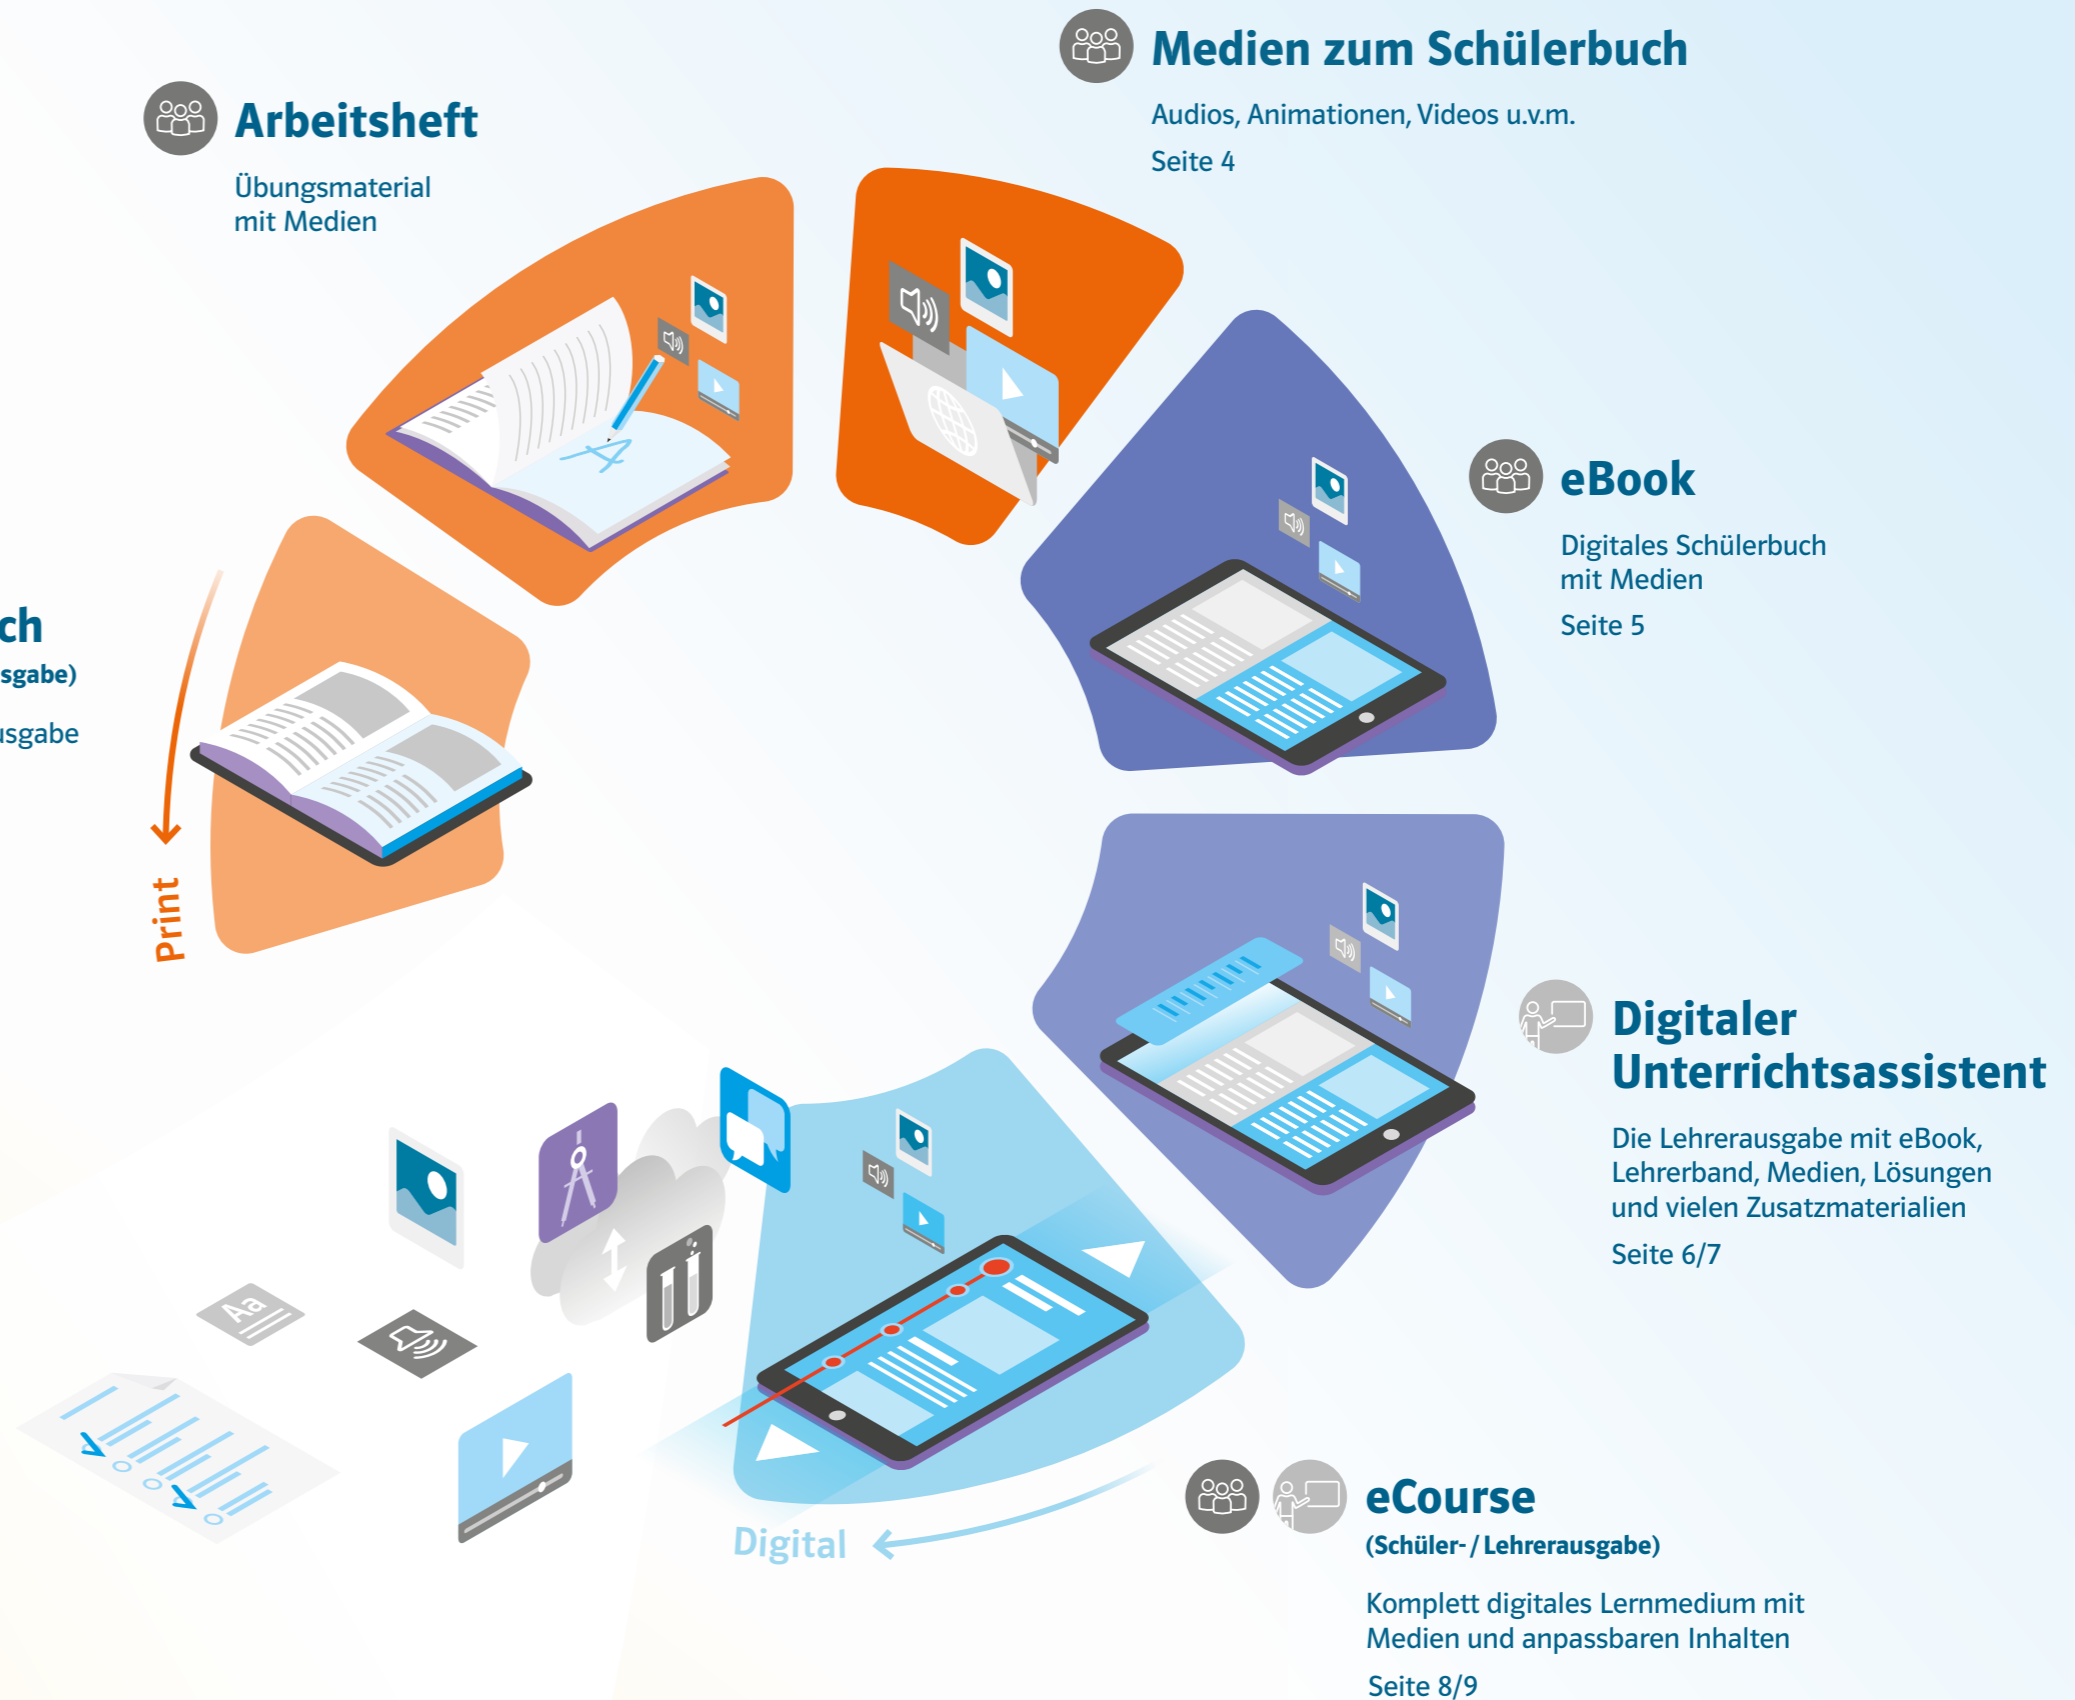 Medien zum Schülerbuch
Audios, Animationen, Videos u.v.m.
Seite 4
Arbeitsheft
Übungsmaterial
mit Medien
eBook
Digitales Schülerbuch
mit Medien
Seite 5
ch
sgabe)
usgabe
Print
Digitaler
Unterrichtsassistent
Die Lehrerausgabe mit eBook,
Lehrerband, Medien, Lösungen
und vielen Zusatzmaterialien
Seite 6/7
Aa
Digital
eCourse
(Schüler- / Lehrerausgabe)
Komplett digitales Lernmedium mit
Medien und anpassbaren Inhalten
Seite 8/9